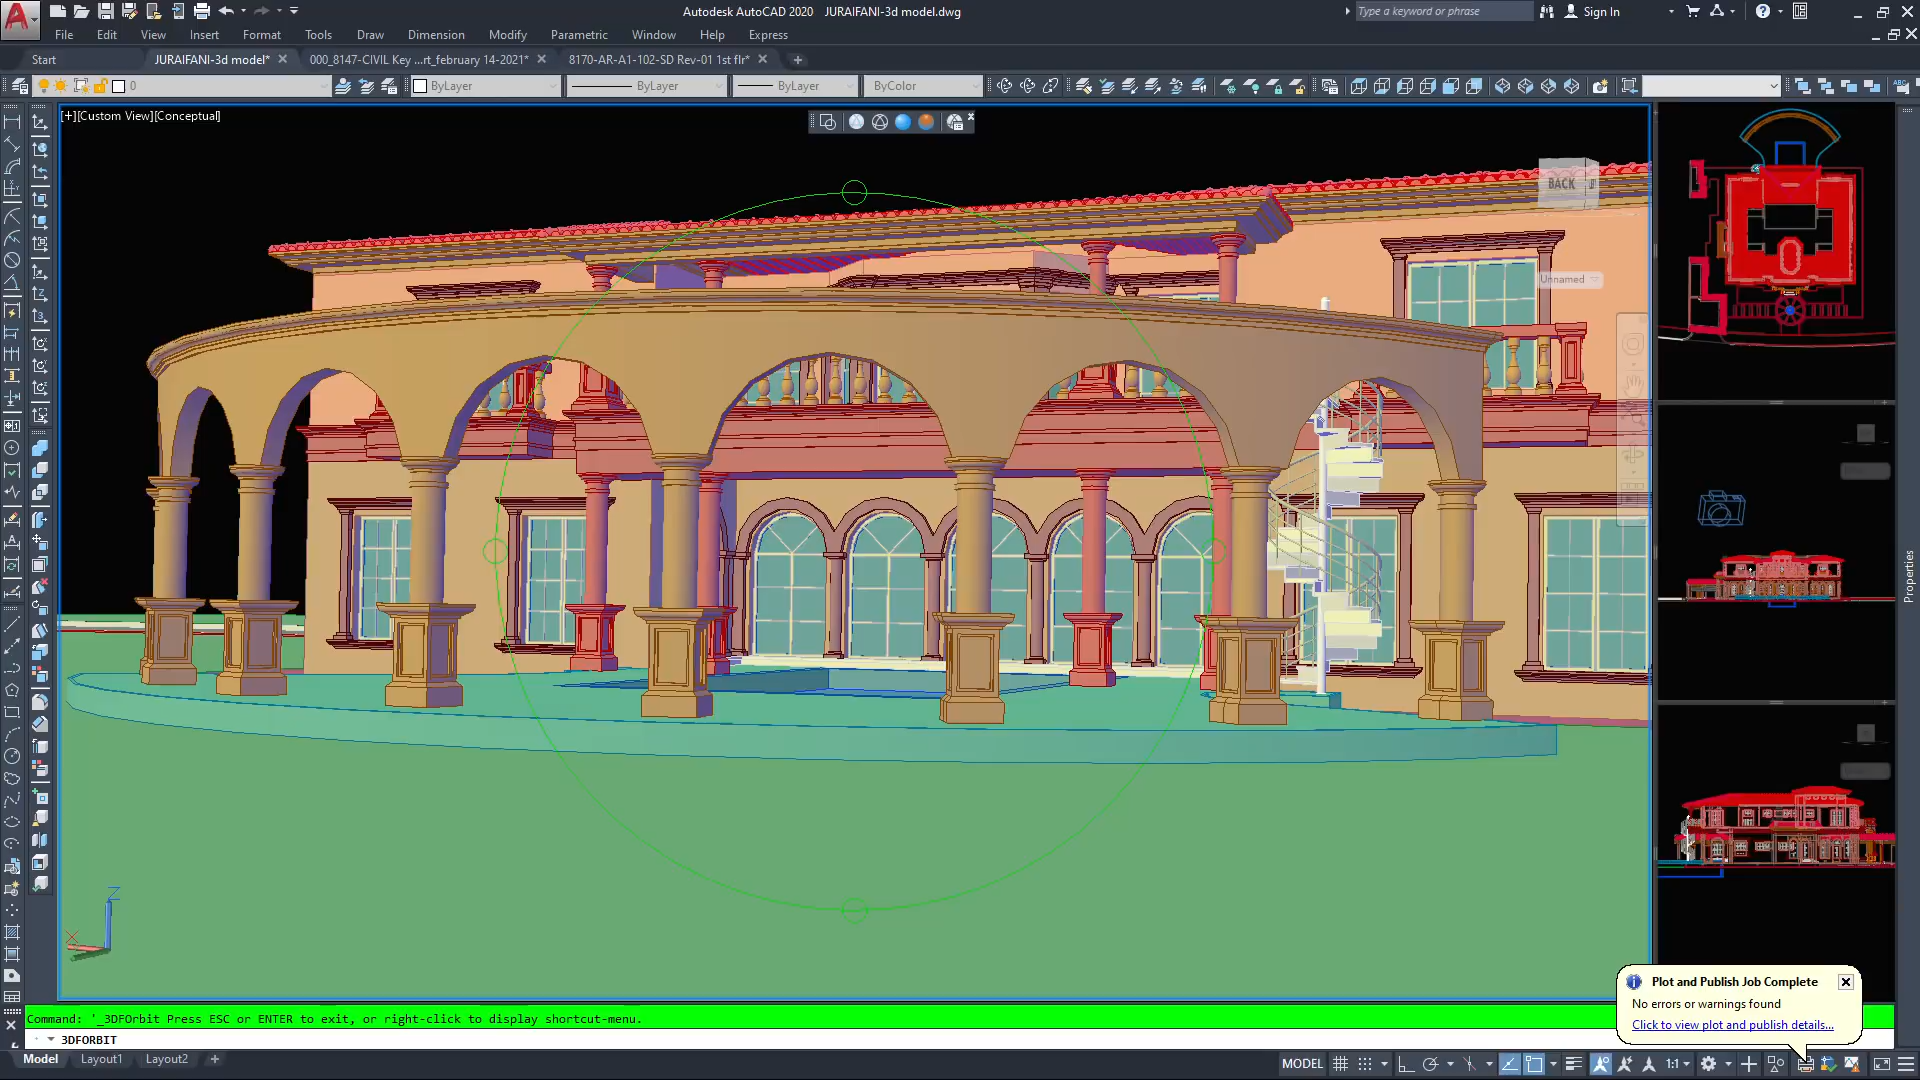 Autodesk AutoCAD 2020 JURAIFANI-3d model.dwg
Type a keyword or phrase
Sign In
File Edit View Insert Format Tools Draw Dimension Modify Parametric Window Help Express
Start
JURAIFANI-3d model*
000_8147-CIVIL Key ...rt_february 14-2021*
8170-AR-A1-102-SD Rev-01 1st flr*
0
ByLayer
ByLayer
ByLayer
ByColor
[+][Custom View][Conceptual]
BACK
Unnamed
Properties
Z
X
Plot and Publish Job Complete
No errors or warnings found
Click to view plot and publish details...
Command: '_3DFOrbit Press ESC or ENTER to exit, or right-click to display shortcut-menu.
3DFORBIT
Model Layout1 Layout2
MODEL
1:1